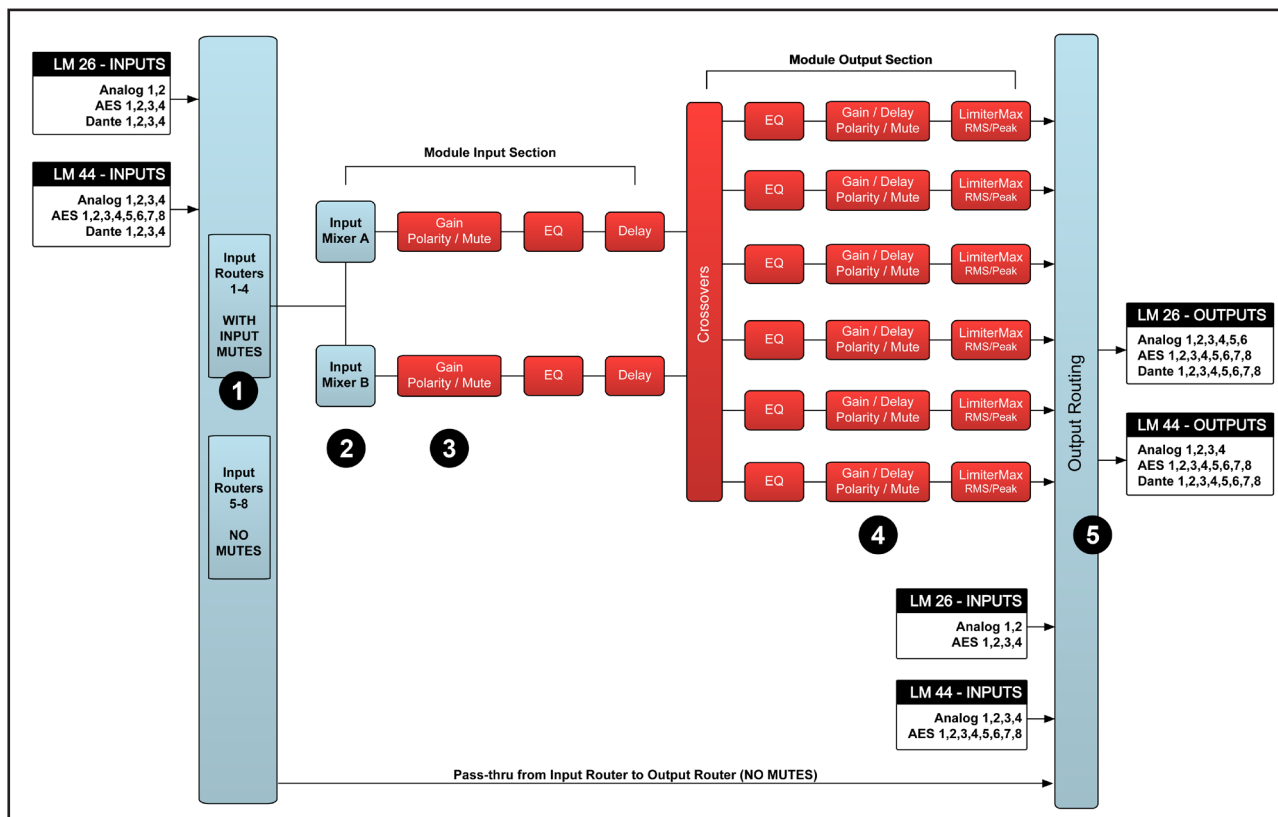 LM 26 - INPUTS
Analog 1,2
AES 1,2,3,4
Dante 1,2,3,4
LM 44 - INPUTS
Analog 1,2,3,4
AES 1,2,3,4,5,6,7,8
Dante 1,2,3,4
Input
Routers
1-4
WITH
INPUT
MUTES
1
Input
Routers
5-8
NO
MUTES
Module Input Section
Input
Mixer A
Gain
Polarity / Mute
EQ
Delay
Input
Mixer B
Gain
Polarity / Mute
EQ
Delay
2
3
Module Output Section
Crossovers
EQ
Gain / Delay
Polarity / Mute
LimiterMax
RMS/Peak
EQ
Gain / Delay
Polarity / Mute
LimiterMax
RMS/Peak
EQ
Gain / Delay
Polarity / Mute
LimiterMax
RMS/Peak
EQ
Gain / Delay
Polarity / Mute
LimiterMax
RMS/Peak
EQ
Gain / Delay
Polarity / Mute
LimiterMax
RMS/Peak
EQ
Gain / Delay
Polarity / Mute
LimiterMax
RMS/Peak
4
Output Routing
5
LM 26 - OUTPUTS
Analog 1,2,3,4,5,6
AES 1,2,3,4,5,6,7,8
Dante 1,2,3,4,5,6,7,8
LM 44 - OUTPUTS
Analog 1,2,3,4
AES 1,2,3,4,5,6,7,8
Dante 1,2,3,4,5,6,7,8
LM 26 - INPUTS
Analog 1,2
AES 1,2,3,4
LM 44 - INPUTS
Analog 1,2,3,4
AES 1,2,3,4,5,6,7,8
Pass-thru from Input Router to Output Router (NO MUTES)